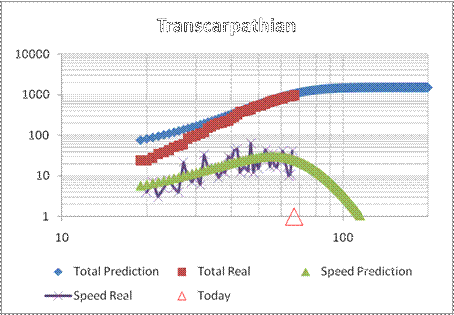 Transcarpathian
10000
1000
100
10
1
10 100
Total Prediction Total Real Speed Prediction
Speed Real Today